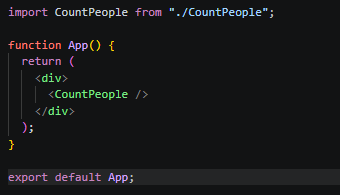 import CountPeople from "./CountPeople";
function App() {
  return (
    <div>
      <CountPeople />
    </div>
  );
}
export default App;